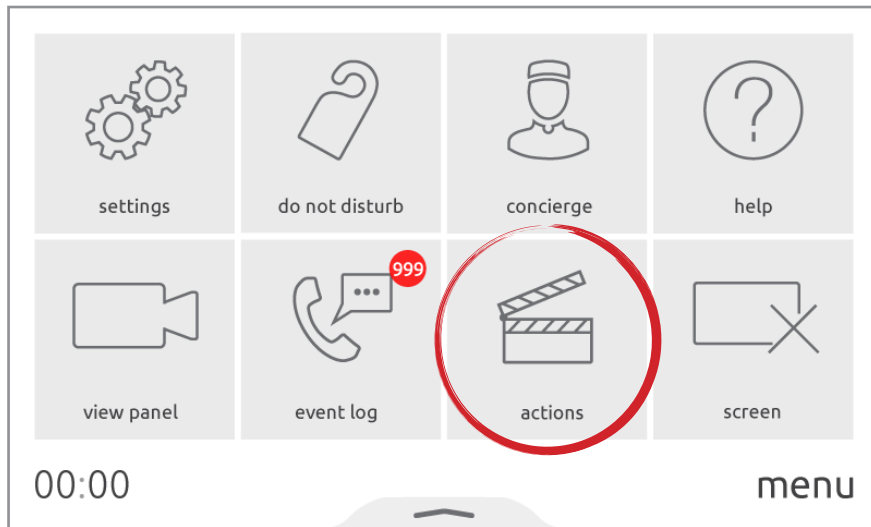 ?
settings do not disturb concierge help
999
view panel event log actions screen
00:00 menu